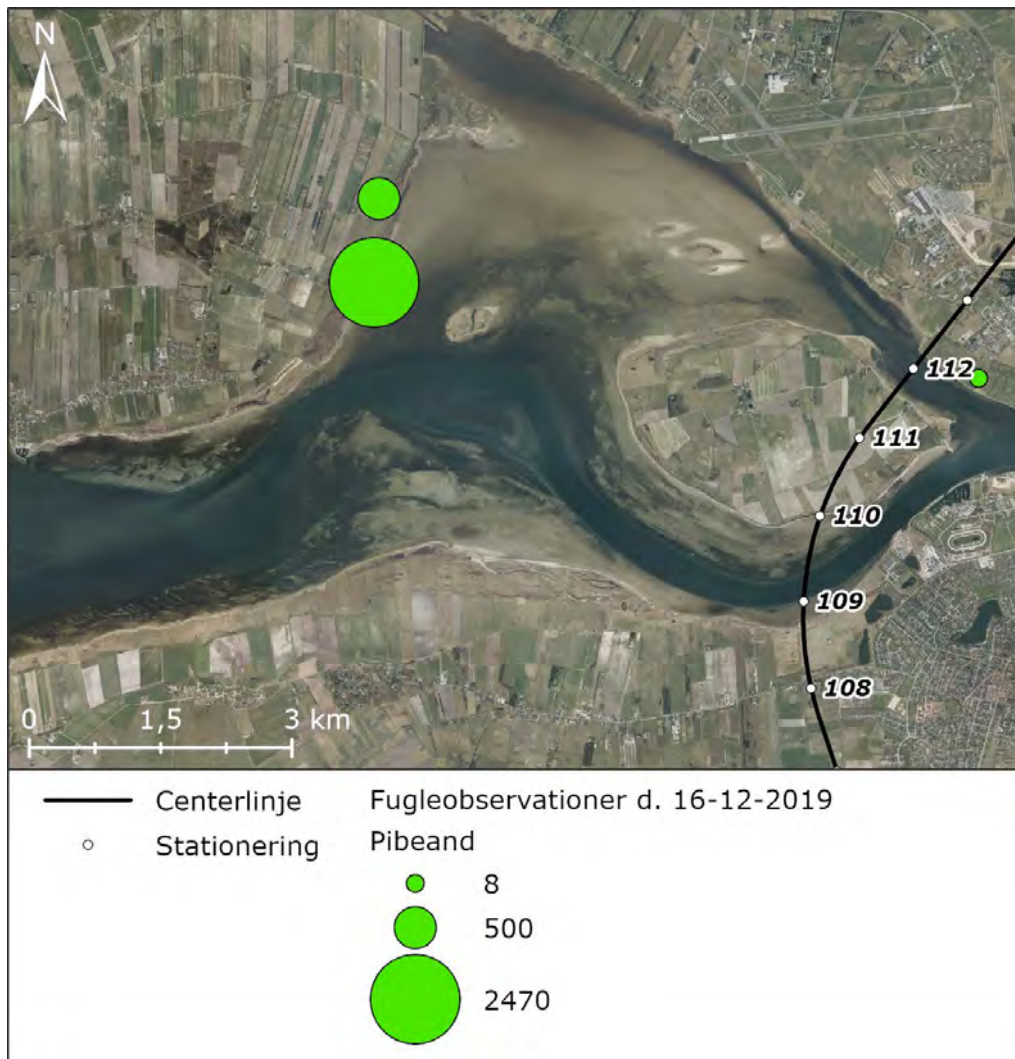 N
112
111
110
109
108
0 1,5 3 km
Centerlinje
Stationering
Fugleobservationer d. 16-12-2019
Pibeand
8
500
2470